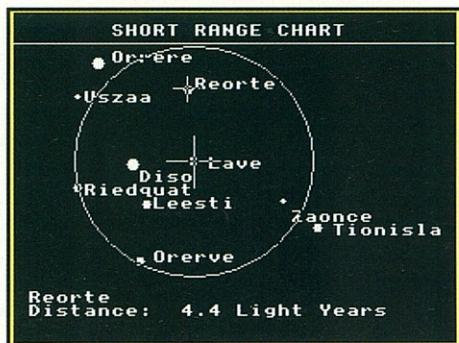 SHORT RANGE CHART
Orrere
Reorte
Uszaa
Lave
Diso
Riedquat
Leesti
Zaonce
Tionisla
Orerve
Reorte
Distance: 4.4 Light Years